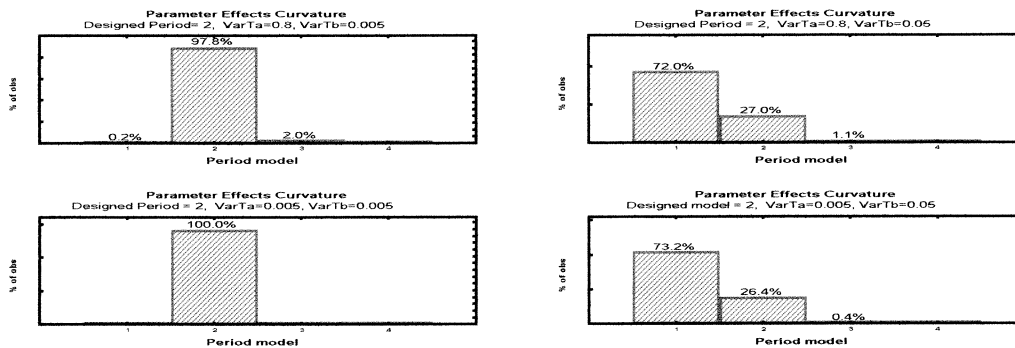 Parameter Effects Curvature
Designed Period= 2, VarTa=0.8, VarTb=0.005
97.8%
0.2%
2.0%
% of obs
1 2 3 4
Period model
Parameter Effects Curvature
Designed Period = 2, VarTa=0.8, VarTb=0.05
72.0%
27.0%
1.1%
% of obs
1 2 3 4
Period model
Parameter Effects Curvature
Designed Period = 2, VarTa=0.005, VarTb=0.005
100.0%
% of obs
1 2 3 4
Period model
Parameter Effects Curvature
Designed model = 2, VarTa=0.005, VarTb=0.05
73.2%
26.4%
0.4%
% of obs
1 2 3 4
Period model